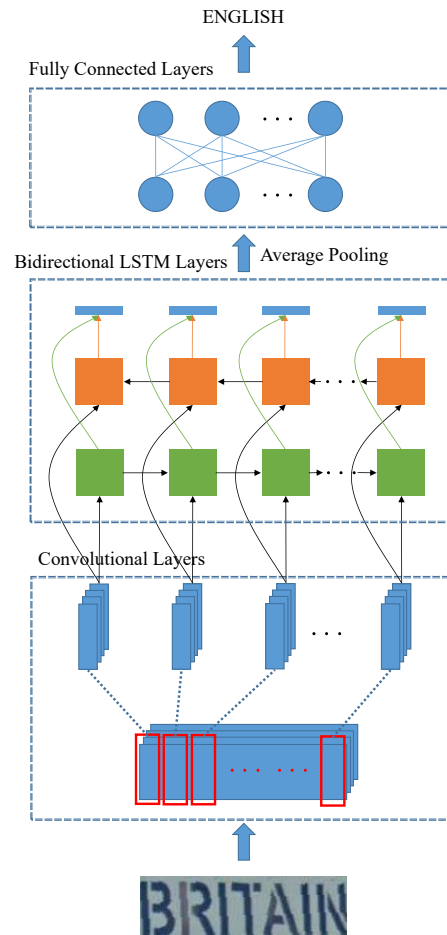 ENGLISH
Fully Connected Layers
. . .
. . .
Average Pooling
Bidirectional LSTM Layers
. . .
. . .
Convolutional Layers
. . .
. . . . . .
BRITAIN